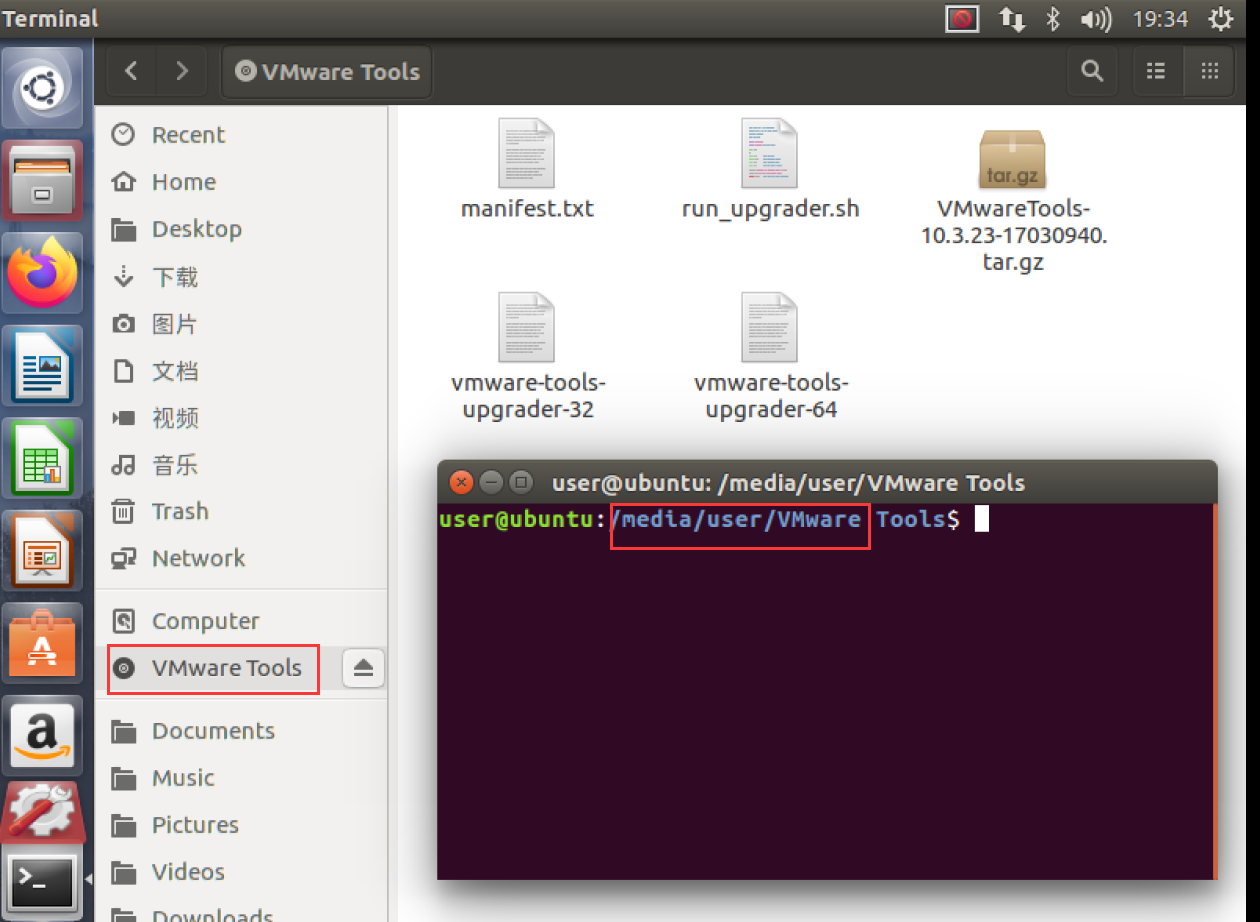 Terminal
19:34
VMware Tools
Recent
Home
Desktop
下载
图片
文档
视频
音乐
Trash
Network
Computer
VMware Tools
Documents
Music
Pictures
Videos
Downloads
manifest.txt
run_upgrader.sh
tar.gz
VMwareTools-
10.3.23-17030940.
tar.gz
vmware-tools-
upgrader-32
vmware-tools-
upgrader-64
user@ubuntu: /media/user/VMware Tools
user@ubuntu:/media/user/VMware Tools$
A
a
>_